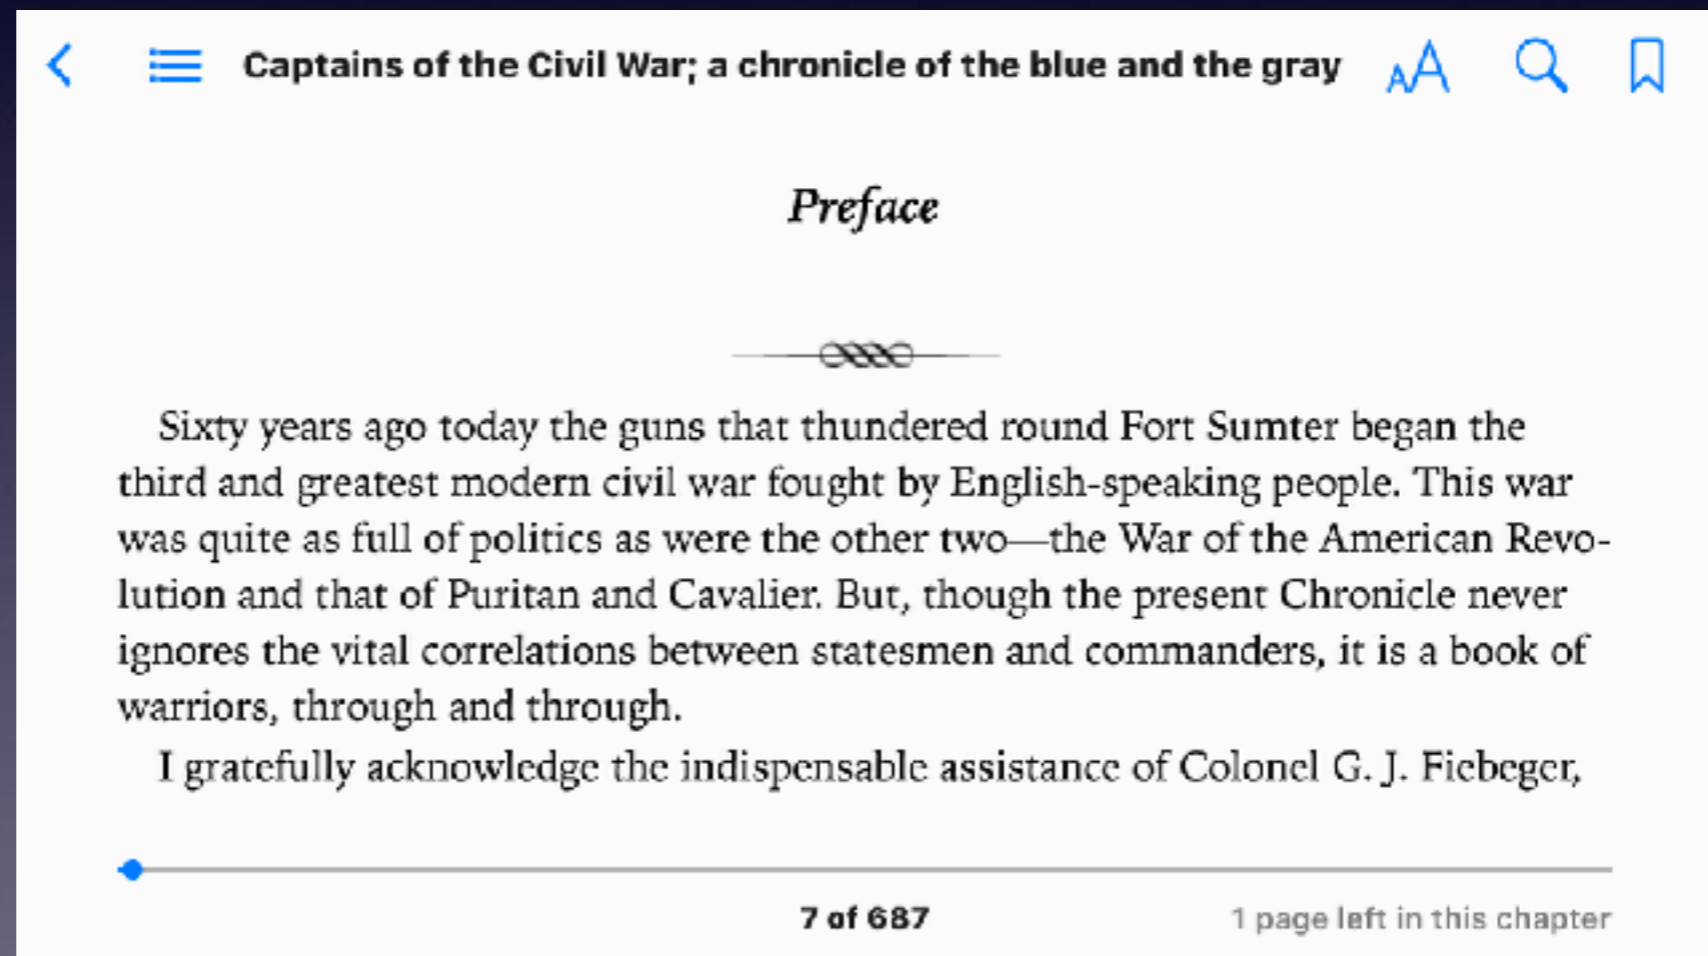 Captains of the Civil War; a chronicle of the blue and the gray
AA
Preface
Sixty years ago today the guns that thundered round Fort Sumter began the
third and greatest modern civil war fought by English-speaking people. This war
was quite as full of politics as were the other two—the War of the American Revo-
lution and that of Puritan and Cavalier. But, though the present Chronicle never
ignores the vital correlations between statesmen and commanders, it is a book of
warriors, through and through.
I gratefully acknowledge the indispensable assistance of Colonel G. J. Fiebeger,
7 of 687
1 page left in this chapter